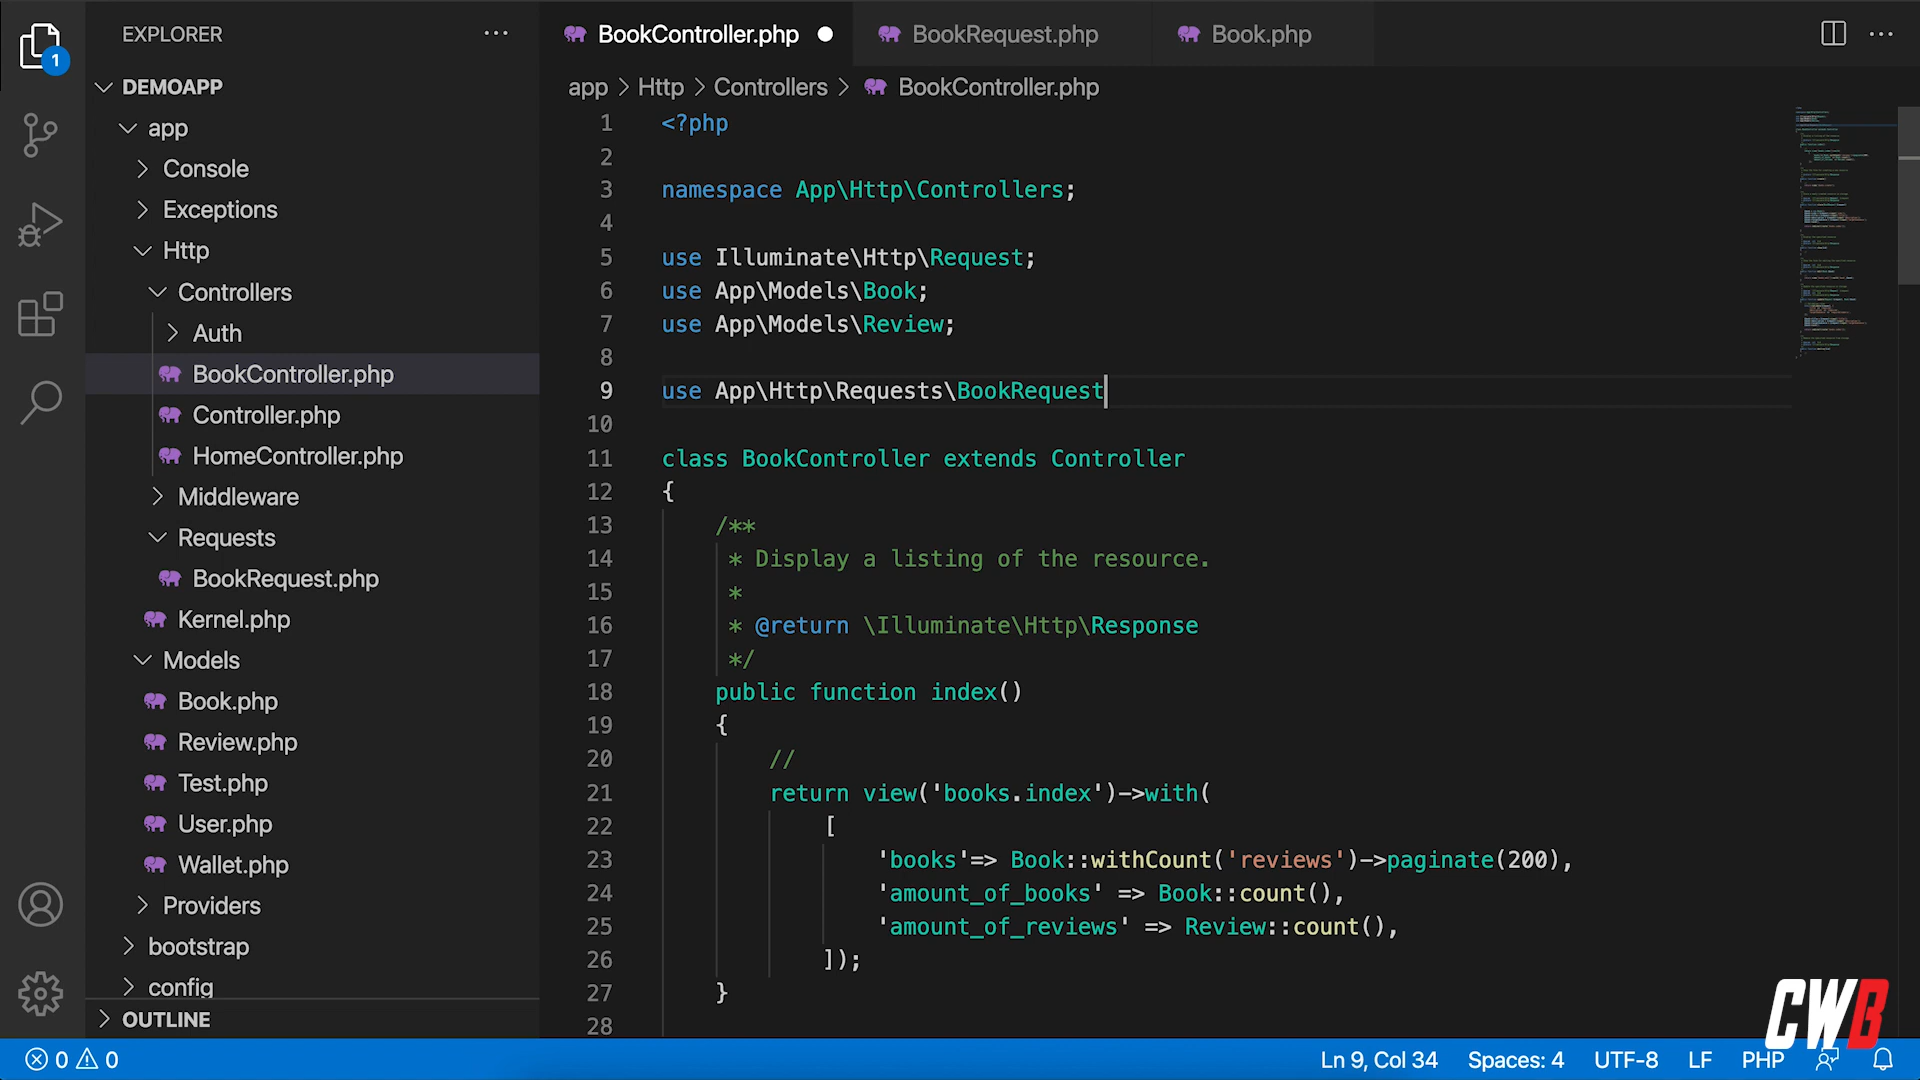 1
EXPLORER
DEMOAPP
app
Console
Exceptions
Http
Controllers
Auth
BookController.php
Controller.php
HomeController.php
Middleware
Requests
BookRequest.php
Kernel.php
Models
Book.php
Review.php
Test.php
User.php
Wallet.php
Providers
bootstrap
config
OUTLINE
BookController.php
BookRequest.php
Book.php
app > Http > Controllers > BookController.php
1 <?php
2
3 namespace App\Http\Controllers;
4
5 use Illuminate\Http\Request;
6 use App\Models\Book;
7 use App\Models\Review;
8
9 use App\Http\Requests\BookRequest
10
11 class BookController extends Controller
12 {
13 /**
14 * Display a listing of the resource.
15 *
16 * @return \Illuminate\Http\Response
17 */
18 public function index()
19 {
20 //
21 return view('books.index')->with(
22 [
23 'books'=> Book::withCount('reviews')->paginate(200),
24 'amount_of_books' => Book::count(),
25 'amount_of_reviews' => Review::count(),
26 ]);
27 }
28
CWB
0 0
Ln 9, Col 34 Spaces: 4 UTF-8 LF PHP